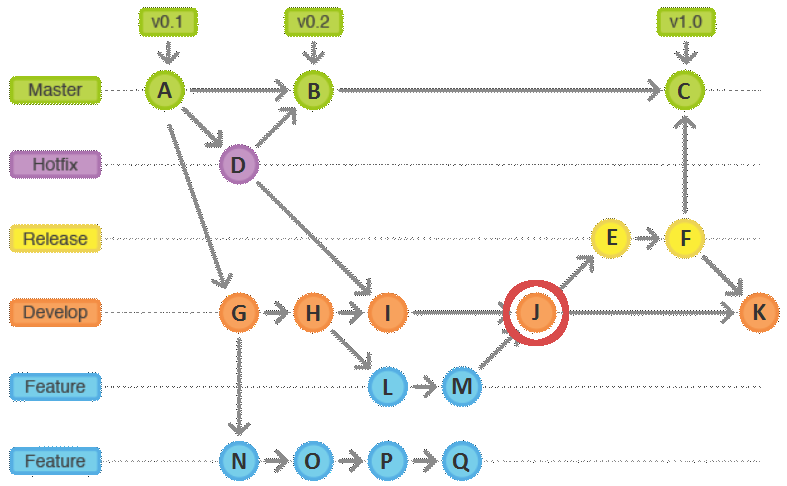 v0.1 v0.2 v1.0
Master A B C
Hotfix D
Release E F
Develop G H I J K
Feature L M
Feature N O P Q